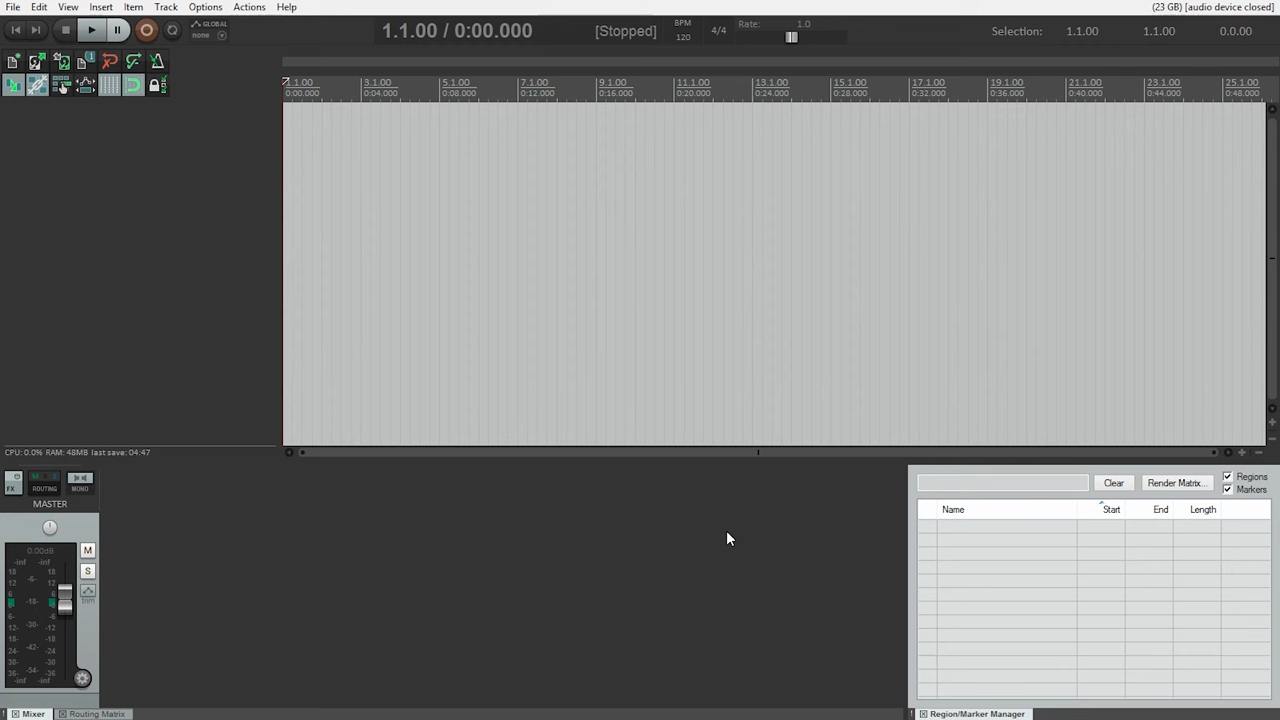 File Edit View Insert Item Track Options Actions Help
(23 GB) [audio device closed]
GLOBAL
none
1.1.00 / 0:00.000
[Stopped]
BPM
120
4/4
Rate: 1.0
Selection: 1.1.00 1.1.00 0.0.00
1.1.00 3.1.00 5.1.00 7.1.00 9.1.00 11.1.00 13.1.00 15.1.00 17.1.00 19.1.00 21.1.00 23.1.00 25.1.00
0:00.000 0:04.000 0:08.000 0:12.000 0:16.000 0:20.000 0:24.000 0:28.000 0:32.000 0:36.000 0:40.000 0:44.000 0:48.000
CPU: 0.0% RAM: 48MB last save: 04:47
FX ROUTING MONO
MASTER
0.00dB
-inf -inf
18 -6- 18
12 12
6 6
-18-
6- -6
12- -30- -12
18- -18
24- -42- -24
30- -30
36- -54- -36
-inf -inf
M
S
trim
Clear
Render Matrix...
Regions
Markers
Name Start End Length
Mixer Routing Matrix
Region/Marker Manager